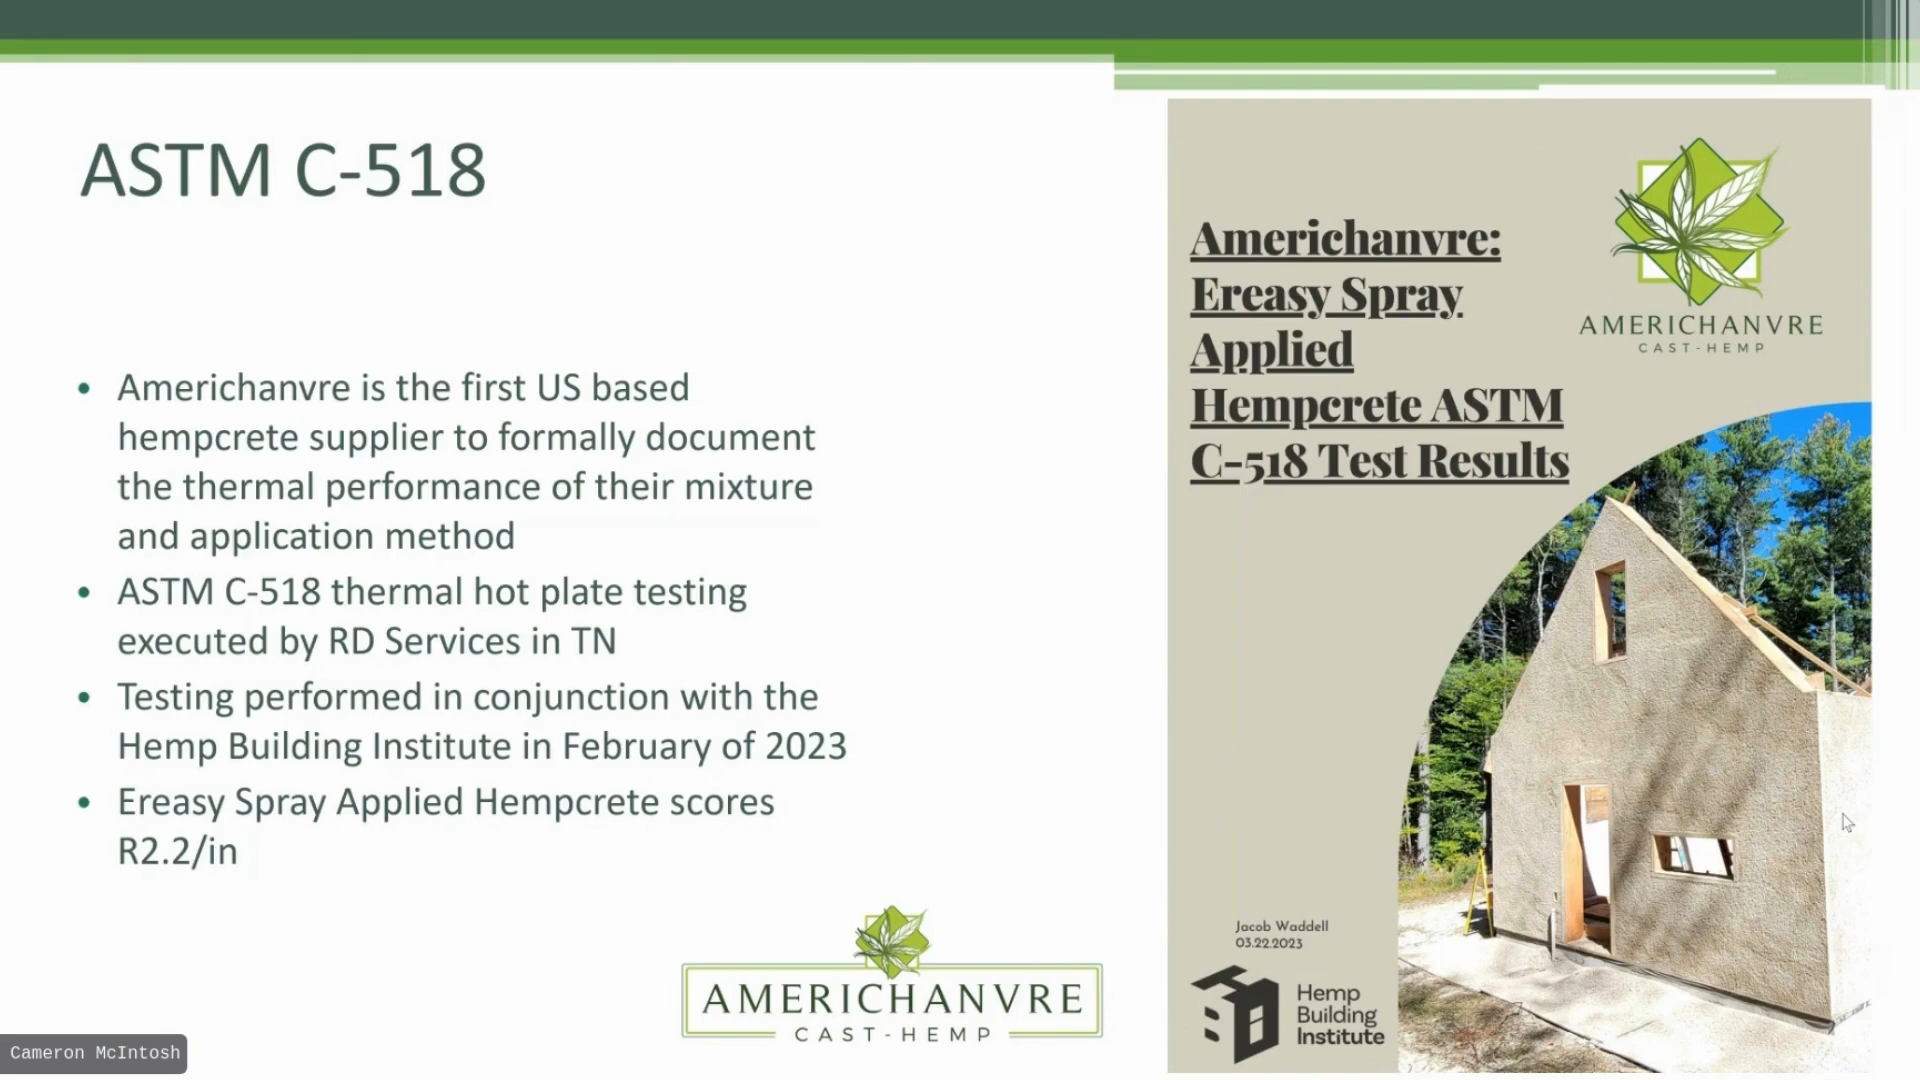 ASTM C-518
• Americhanvre is the first US based
hempcrete supplier to formally document
the thermal performance of their mixture
and application method
• ASTM C-518 thermal hot plate testing
executed by RD Services in TN
• Testing performed in conjunction with the
Hemp Building Institute in February of 2023
• Ereasy Spray Applied Hempcrete scores
R2.2/in
AMERICHANVRE
CAST-HEMP
Americhanvre:
Ereasy Spray
Applied
Hempcrete ASTM
C-518 Test Results
AMERICHANVRE
CAST-HEMP
Jacob Waddell
03.22.2023
Hemp
Building
Institute
Cameron McIntosh